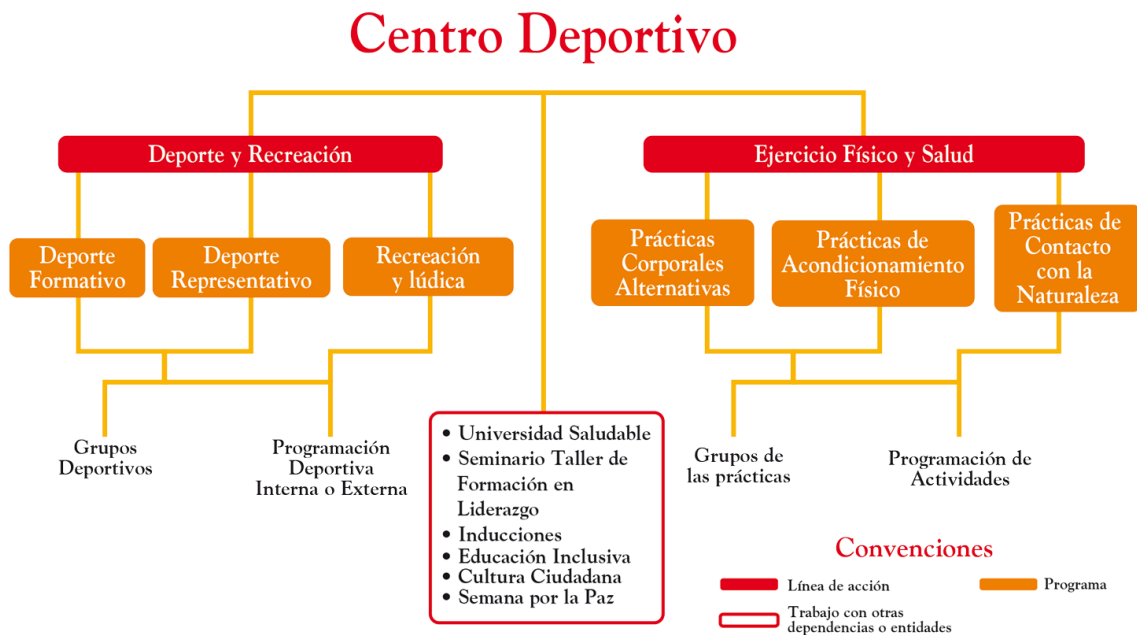 Centro Deportivo
Deporte y Recreación
Ejercicio Físico y Salud
Deporte
Formativo
Deporte
Representativo
Recreación
y lúdica
Prácticas
Corporales
Alternativas
Prácticas de
Acondicionamiento
Físico
Prácticas de
Contacto
con la
Naturaleza
Grupos
Deportivos
Programación
Deportiva
Interna o Externa
• Universidad Saludable
• Seminario Taller de
Formación en
Liderazgo
• Inducciones
• Educación Inclusiva
• Cultura Ciudadana
• Semana por la Paz
Grupos de
las prácticas
Programación de
Actividades
Convenciones
Línea de acción
Programa
Trabajo con otras
dependencias o entidades